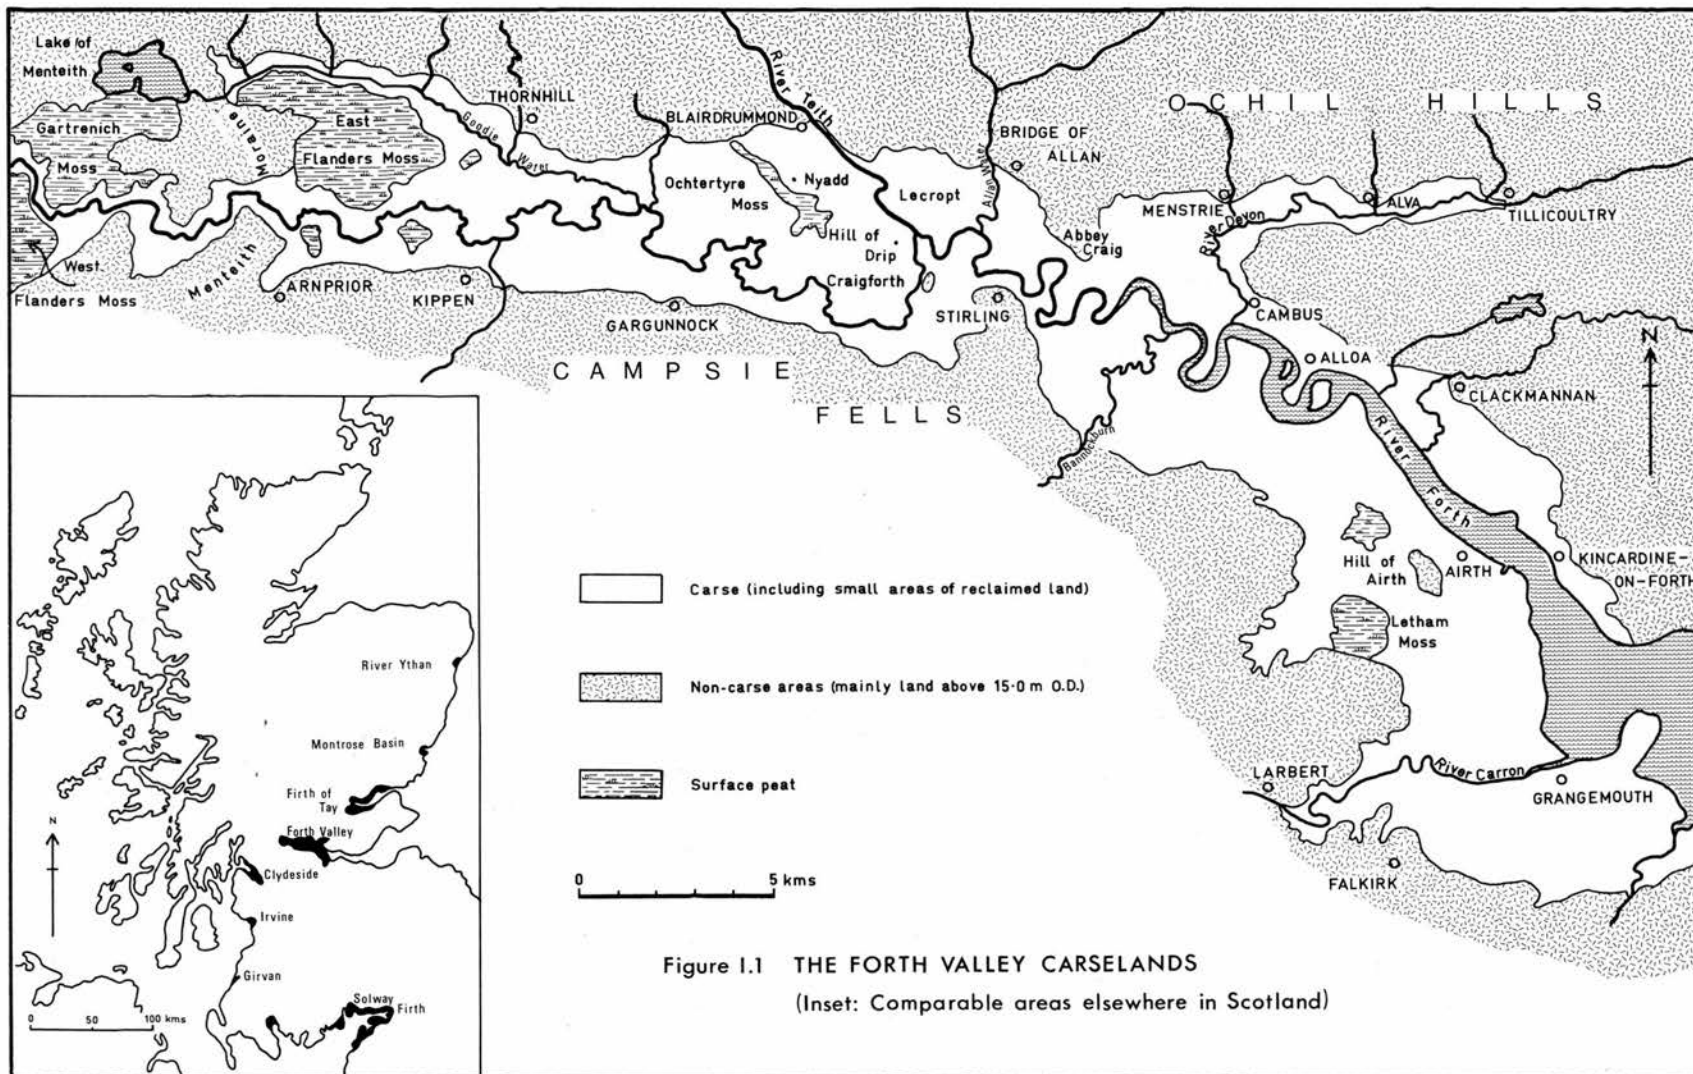 Lake of
Menteith
Gartrenich
Moss
Moraine
East
Flanders Moss
THORNHILL
Goodie
Water
BLAIRDRUMMOND
River Teith
Ochtertyre
Moss
Nyadd
Lecropt
Hill of
Drip
Craigforth
BRIDGE OF
ALLAN
Allan Water
OCHIL HILLS
MENSTRIE
River Devon
ALVA
TILLICOULTRY
Abbey
Craig
West
Flanders Moss
Menteith
ARNPRIOR
KIPPEN
GARGUNNOCK
STIRLING
CAMBUS
ALLOA
CLACKMANNAN
N
CAMPSIE
FELLS
Bannockburn
River Forth
Hill of
Airth
AIRTH
KINCARDINE-
ON-FORTH
Letham
Moss
LARBERT
River Carron
GRANGEMOUTH
FALKIRK
Carse (including small areas of reclaimed land)
Non-carse areas (mainly land above 15·0 m O.D.)
Surface peat
0 5 kms
River Ythan
Montrose Basin
Firth of
Tay
Forth Valley
Clydeside
Irvine
Girvan
Solway
Firth
N
0 50 100 kms
Figure I.1 THE FORTH VALLEY CARSELANDS
(Inset: Comparable areas elsewhere in Scotland)